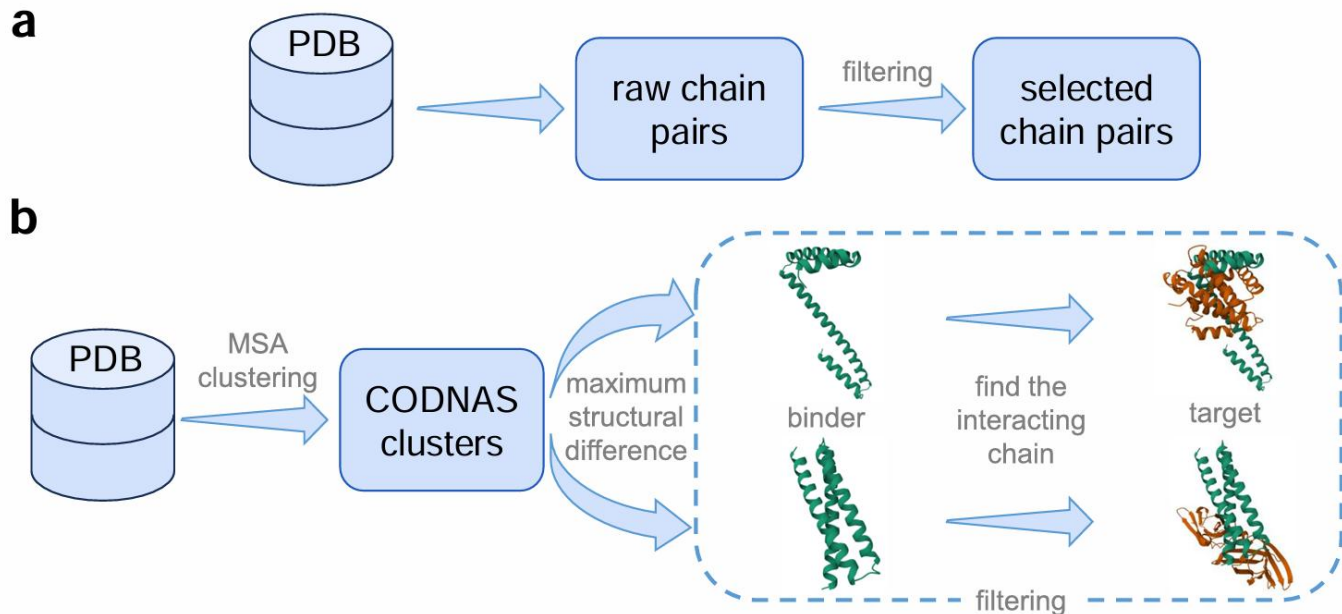 a
PDB
raw chain
pairs
filtering
selected
chain pairs
b
PDB
MSA
clustering
CODNAS
clusters
maximum
structural
difference
binder
find the
interacting
chain
target
filtering